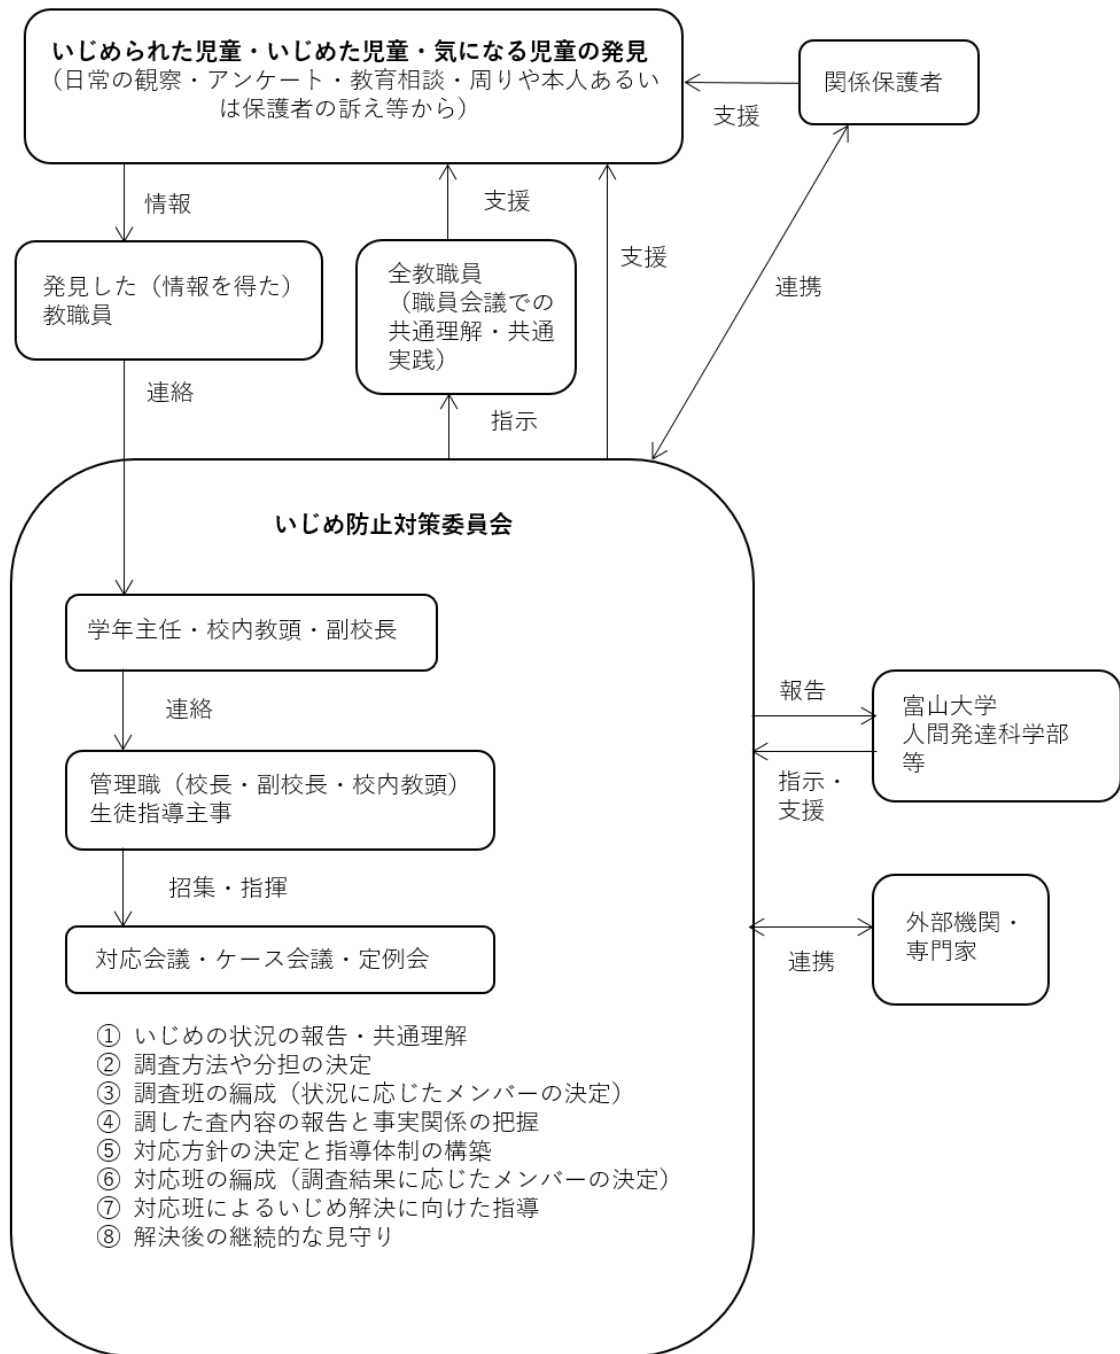 いじめられた児童・いじめた児童・気になる児童の発見
（日常の観察・アンケート・教育相談・周りや本人あるい
は保護者の訴え等から）
関係保護者
支援
情報
支援
支援
連携
発見した（情報を得た）
教職員
全教職員
（職員会議での
共通理解・共通
実践）
連絡
指示
いじめ防止対策委員会
学年主任・校内教頭・副校長
連絡
管理職（校長・副校長・校内教頭）
生徒指導主事
招集・指揮
対応会議・ケース会議・定例会
① いじめの状況の報告・共通理解
② 調査方法や分担の決定
③ 調査班の編成（状況に応じたメンバーの決定）
④ 調した査内容の報告と事実関係の把握
⑤ 対応方針の決定と指導体制の構築
⑥ 対応班の編成（調査結果に応じたメンバーの決定）
⑦ 対応班によるいじめ解決に向けた指導
⑧ 解決後の継続的な見守り
報告
富山大学
人間発達科学部
等
指示・
支援
外部機関・
専門家
連携